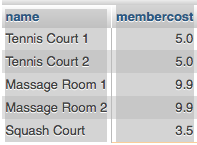 name membercost
Tennis Court 1 5.0
Tennis Court 2 5.0
Massage Room 1 9.9
Massage Room 2 9.9
Squash Court 3.5